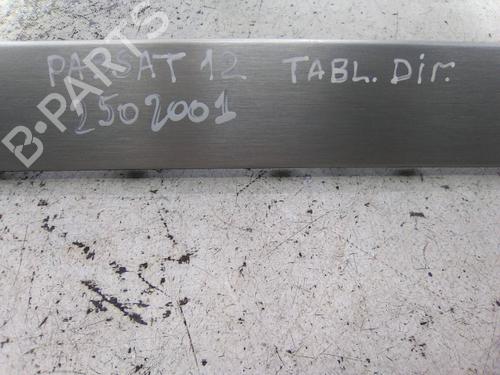 PASSAT 12 TABL. Dir.
2502001
B-PARTS